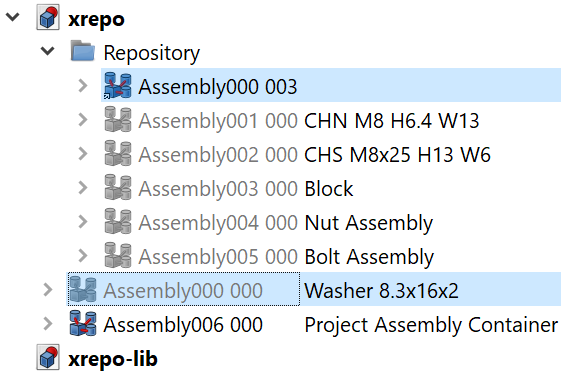 xrepo
Repository
Assembly000 003
Assembly001 000 CHN M8 H6.4 W13
Assembly002 000 CHS M8x25 H13 W6
Assembly003 000 Block
Assembly004 000 Nut Assembly
Assembly005 000 Bolt Assembly
Assembly000 000 Washer 8.3x16x2
Assembly006 000 Project Assembly Container
xrepo-lib